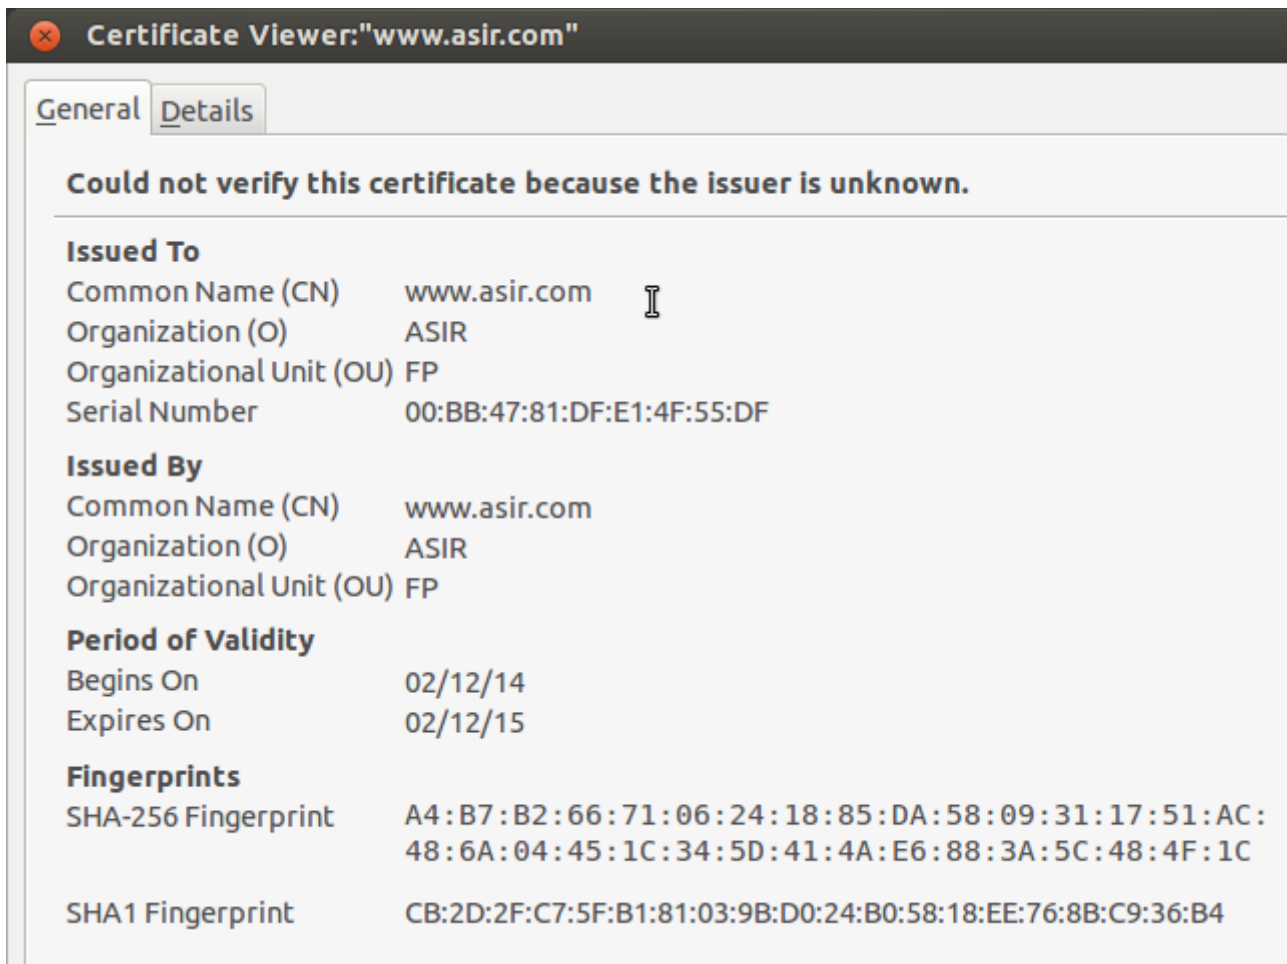 Certificate Viewer:"www.asir.com"
General Details
Could not verify this certificate because the issuer is unknown.
Issued To
Common Name (CN) www.asir.com
Organization (O) ASIR
Organizational Unit (OU) FP
Serial Number 00:BB:47:81:DF:E1:4F:55:DF
Issued By
Common Name (CN) www.asir.com
Organization (O) ASIR
Organizational Unit (OU) FP
Period of Validity
Begins On 02/12/14
Expires On 02/12/15
Fingerprints
SHA-256 Fingerprint A4:B7:B2:66:71:06:24:18:85:DA:58:09:31:17:51:AC:
48:6A:04:45:1C:34:5D:41:4A:E6:88:3A:5C:48:4F:1C
SHA1 Fingerprint CB:2D:2F:C7:5F:B1:81:03:9B:D0:24:B0:58:18:EE:76:8B:C9:36:B4